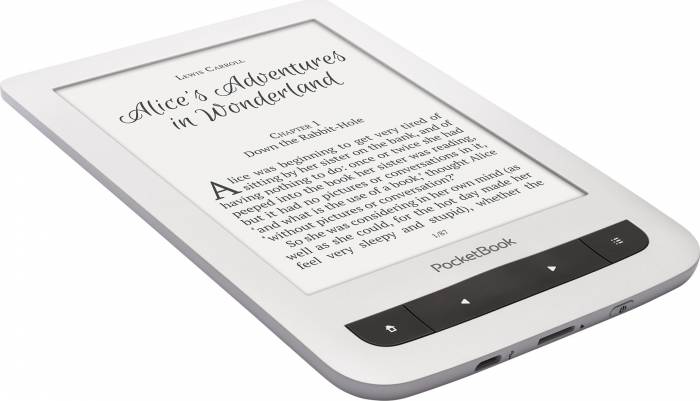 Lewis Carroll
Alice's Adventures
in Wonderland
Chapter 1
Down the Rabbit-Hole
Alice was beginning to get very tired of
sitting by her sister on the bank, and of
having nothing to do: once or twice she had
peeped into the book her sister was reading,
but it had no pictures or conversations in it,
'and what is the use of a book,' thought Alice
'without pictures or conversation?'
So she was considering in her own mind (as
well as she could, for the hot day made her
feel very sleepy and stupid), whether the
1/87
PocketBook